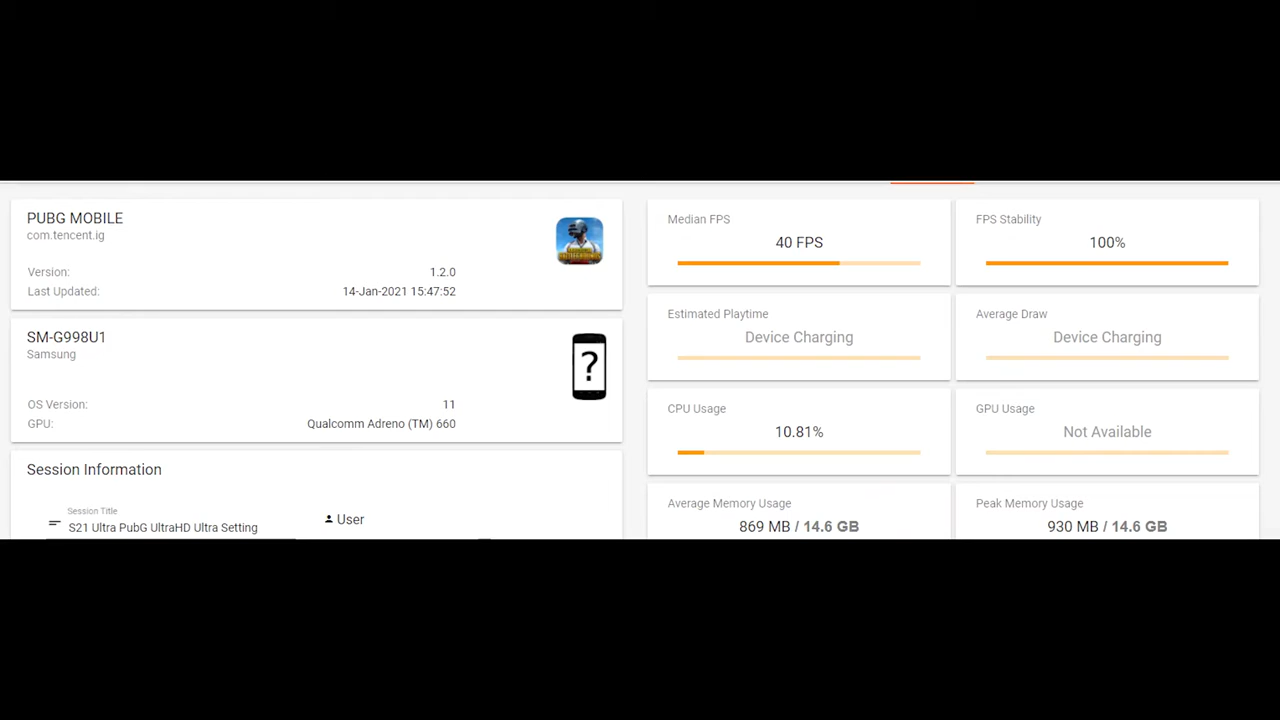 PUBG MOBILE
com.tencent.ig
Version: 1.2.0
Last Updated: 14-Jan-2021 15:47:52
SM-G998U1
Samsung
?
OS Version: 11
GPU: Qualcomm Adreno (TM) 660
Session Information
Session Title
S21 Ultra PubG UltraHD Ultra Setting
User
Median FPS
40 FPS
FPS Stability
100%
Estimated Playtime
Device Charging
Average Draw
Device Charging
CPU Usage
10.81%
GPU Usage
Not Available
Average Memory Usage
869 MB / 14.6 GB
Peak Memory Usage
930 MB / 14.6 GB